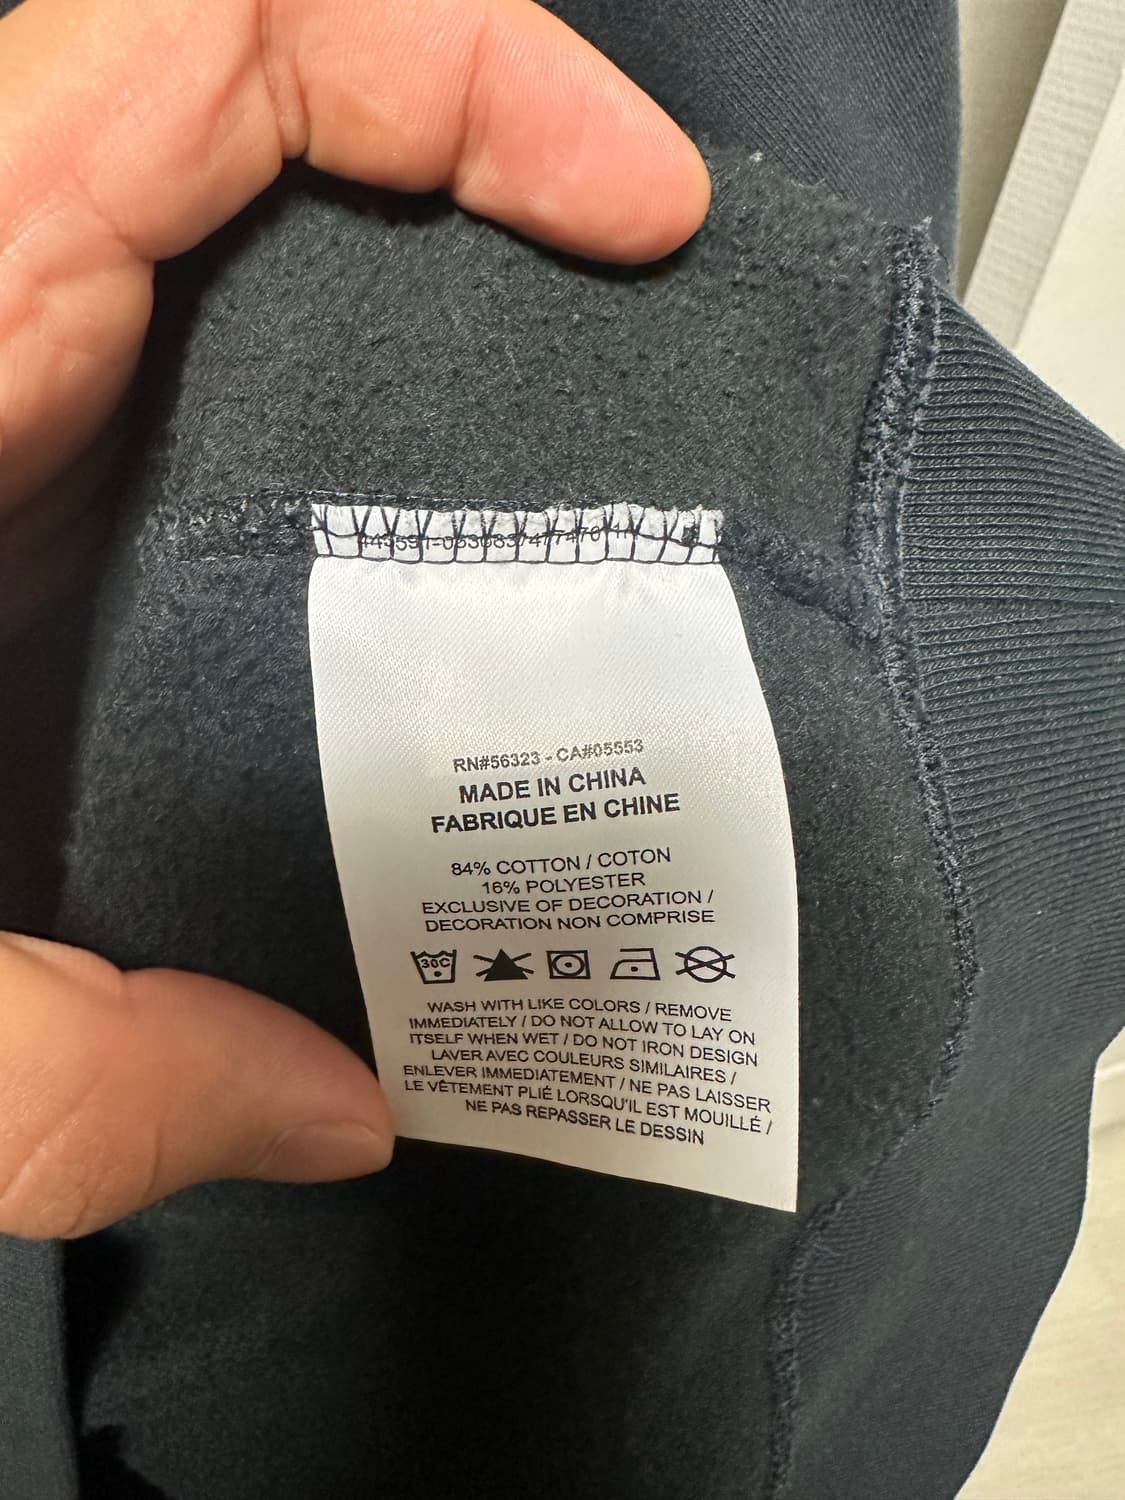 RN#56323 - CA#05553
MADE IN CHINA
FABRIQUE EN CHINE
84% COTTON / COTON
16% POLYESTER
EXCLUSIVE OF DECORATION /
DECORATION NON COMPRISE
30C
WASH WITH LIKE COLORS / REMOVE
IMMEDIATELY / DO NOT ALLOW TO LAY ON
ITSELF WHEN WET / DO NOT IRON DESIGN
LAVER AVEC COULEURS SIMILAIRES /
ENLEVER IMMEDIATEMENT / NE PAS LAISSER
LE VÊTEMENT PLIÉ LORSQU'IL EST MOUILLÉ /
NE PAS REPASSER LE DESSIN